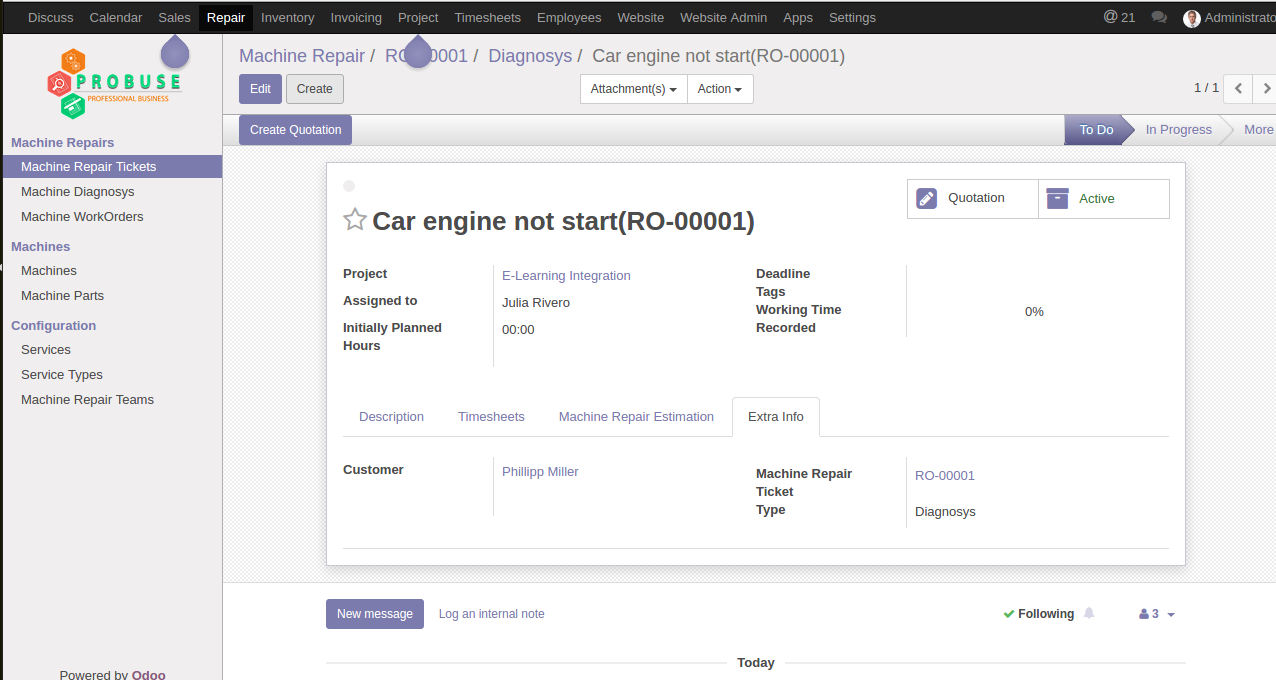 Discuss Calendar Sales Repair Inventory Invoicing Project Timesheets Employees Website Website Admin Apps Settings @ 21 Administrato
PROBUSE
PROFESSIONAL BUSINESS
Machine Repair / RO-00001 / Diagnosys / Car engine not start(RO-00001)
Edit Create Attachment(s) Action 1 / 1
Create Quotation To Do In Progress More
Machine Repairs
Machine Repair Tickets
Machine Diagnosys
Machine WorkOrders
Machines
Machines
Machine Parts
Configuration
Services
Service Types
Machine Repair Teams
Powered by Odoo
Quotation Active
Car engine not start(RO-00001)
Project E-Learning Integration
Assigned to Julia Rivero
Initially Planned Hours 00:00
Deadline
Tags
Working Time Recorded 0%
Description Timesheets Machine Repair Estimation Extra Info
Customer Phillipp Miller
Machine Repair Ticket RO-00001
Type Diagnosys
New message Log an internal note Following 3
Today